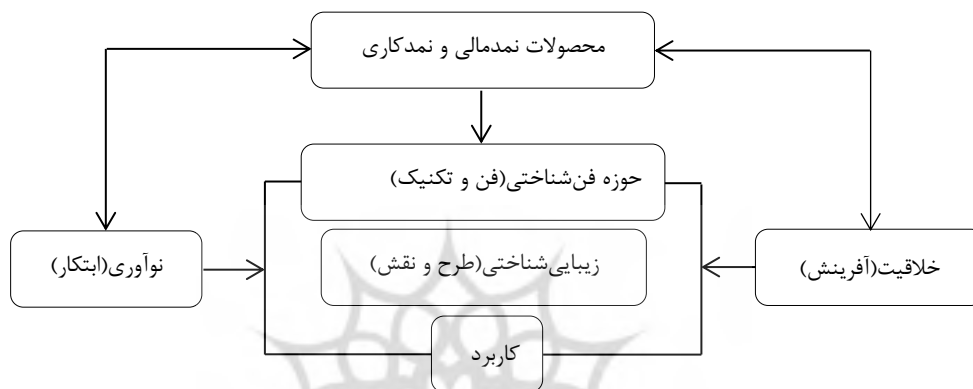 محصولات نمدمالی و نمدکاری
حوزه فن‌شناختی(فن و تکنیک)
خلاقیت(آفرینش)
زیبایی‌شناختی(طرح و نقش)
نوآوری(ابتکار)
کاربرد